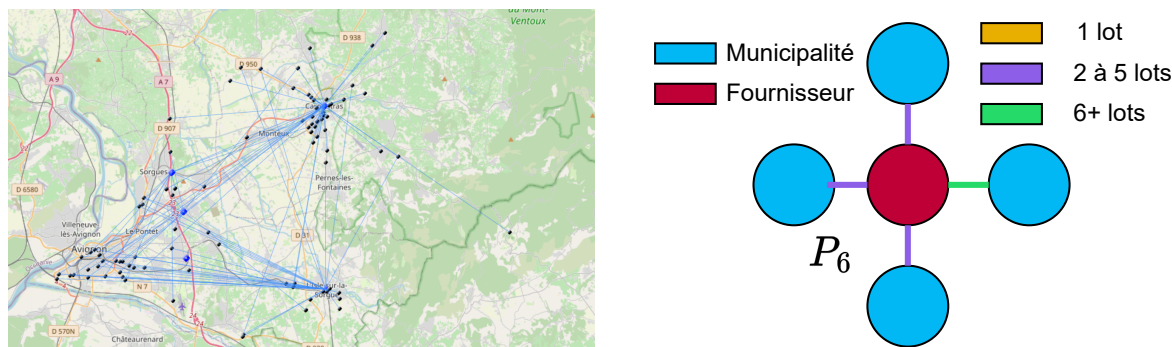 du Mont-
Ventoux
D 938
D 950
A 9
A 7
D 907
Monteux
Sorgues
Pernes-les-
Fontaines
D 6580
Villeneuve
lès-Avignon
Le Pontet
D 31
Avignon
N 7
L'Isle-sur-la-
Sorgue
D 570N
Châteaurenard
Municipalité
Fournisseur
1 lot
2 à 5 lots
6+ lots
P₆